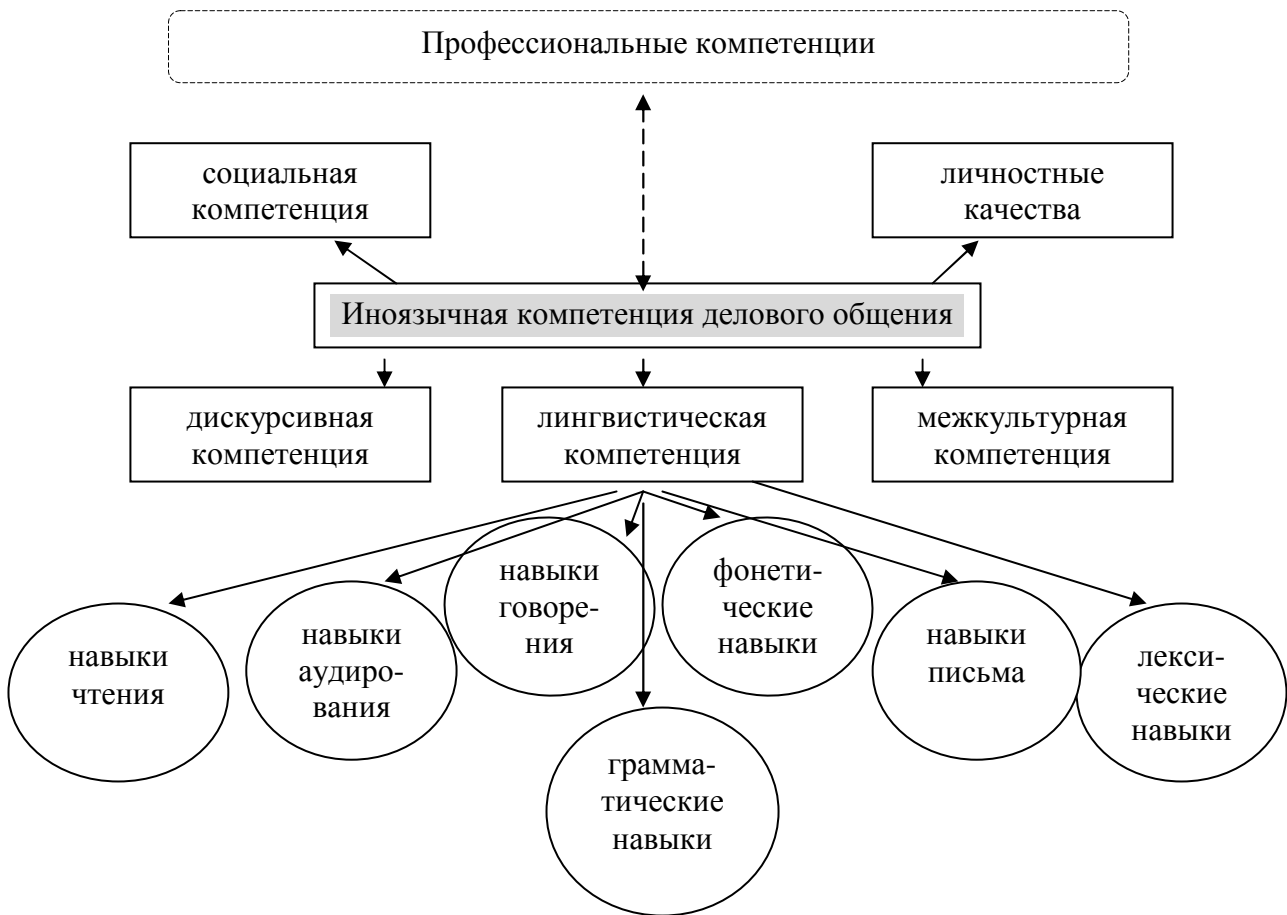 Профессиональные компетенции
социальная
компетенция
личностные
качества
Иноязычная компетенция делового общения
дискурсивная
компетенция
лингвистическая
компетенция
межкультурная
компетенция
навыки
чтения
навыки
аудиро-
вания
навыки
говоре-
ния
фонети-
ческие
навыки
навыки
письма
лекси-
ческие
навыки
грамма-
тические
навыки